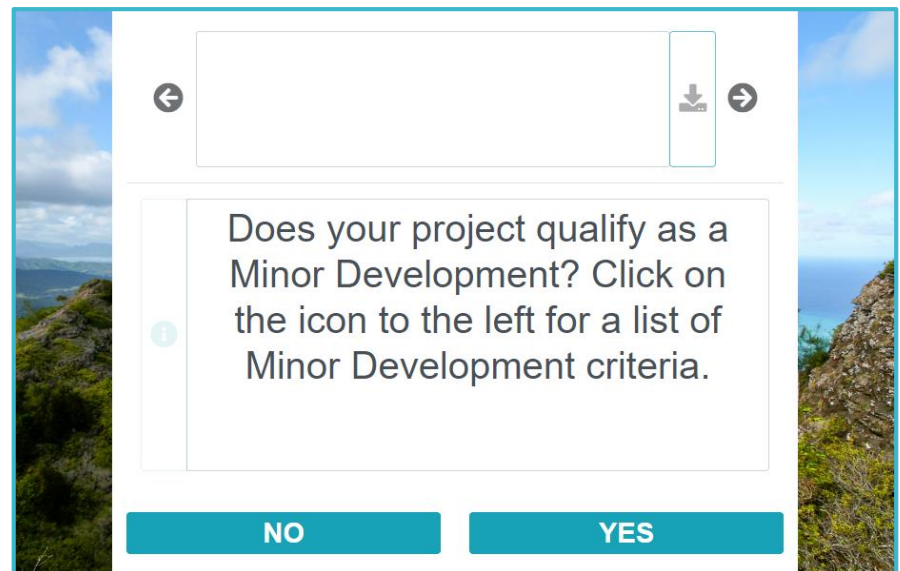 Does your project qualify as a
Minor Development? Click on
the icon to the left for a list of
Minor Development criteria.
NO
YES